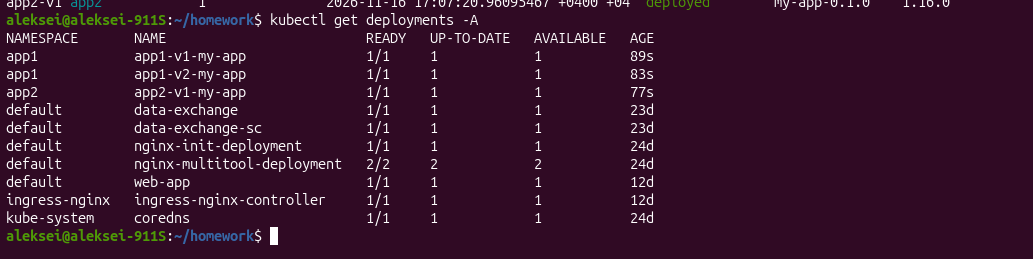 app2-v1 app2 1 2026-11-16 17:07:20.96095467 +0400 +04 deployed my-app-0.1.0 1.16.0
aleksei@aleksei-911S:~/homework$ kubectl get deployments -A
NAMESPACE NAME READY UP-TO-DATE AVAILABLE AGE
app1 app1-v1-my-app 1/1 1 1 89s
app1 app1-v2-my-app 1/1 1 1 83s
app2 app2-v1-my-app 1/1 1 1 77s
default data-exchange 1/1 1 1 23d
default data-exchange-sc 1/1 1 1 23d
default nginx-init-deployment 1/1 1 1 24d
default nginx-multitool-deployment 2/2 2 2 24d
default web-app 1/1 1 1 12d
ingress-nginx ingress-nginx-controller 1/1 1 1 12d
kube-system coredns 1/1 1 1 24d
aleksei@aleksei-911S:~/homework$